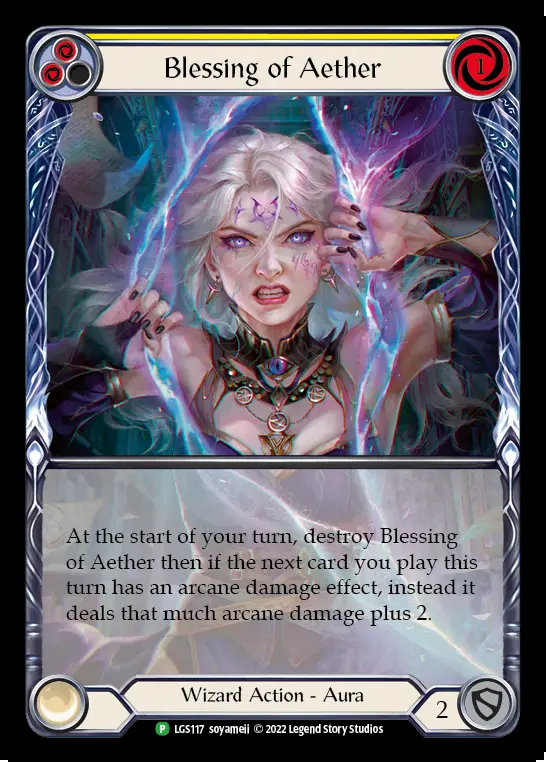 Blessing of Aether
1
At the start of your turn, destroy Blessing
of Aether then if the next card you play this
turn has an arcane damage effect, instead it
deals that much arcane damage plus 2.
Wizard Action - Aura
2
P LGS117 soyameii © 2022 Legend Story Studios